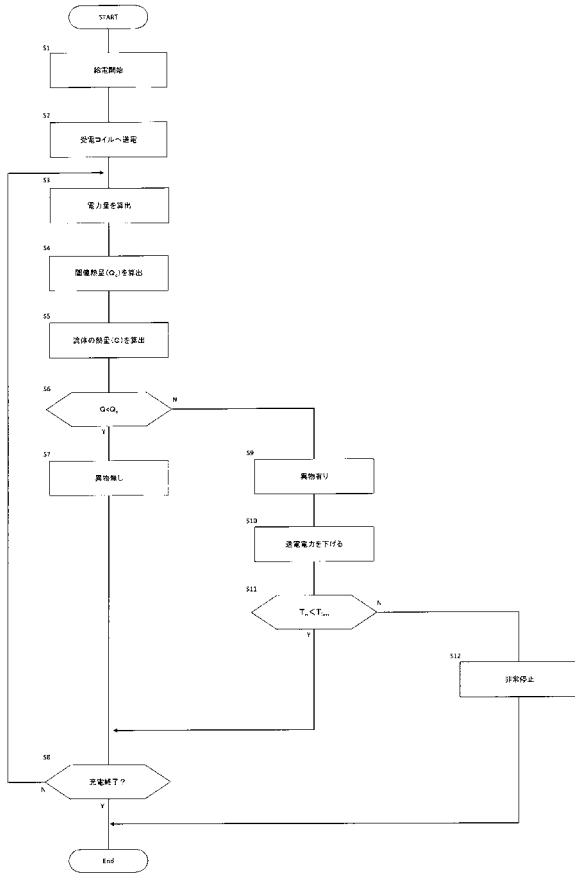 START
S1
給電開始
S2
受電コイルへ送電
S3
電力量を算出
S4
閾値熱量(Qs)を算出
S5
流体の熱量(Q)を算出
S6
Q<Qs
N
Y
S7
異物無し
S9
異物有り
S10
送電電力を下げる
S11
N
Y
S12
非常停止
S8
充電終了?
N
Y
End